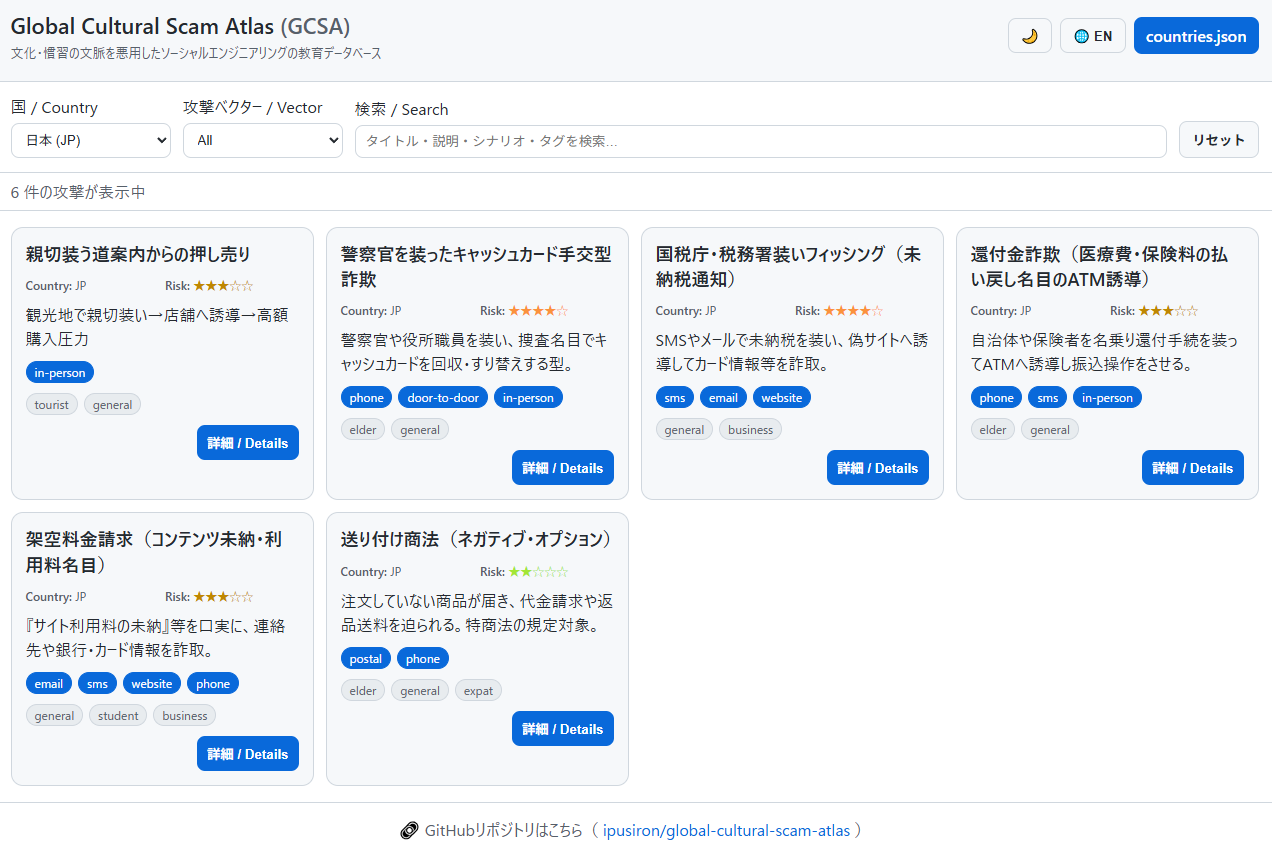 Global Cultural Scam Atlas (GCSA)
文化・慣習の文脈を悪用したソーシャルエンジニアリングの教育データベース
🌙
🌐 EN
countries.json
国 / Country
攻撃ベクター / Vector
検索 / Search
日本 (JP)
All
タイトル・説明・シナリオ・タグを検索...
リセット
6 件の攻撃が表示中
親切装う道案内からの押し売り
Country: JP
Risk: ★★★☆☆
観光地で親切装い→店舗へ誘導→高額
購入圧力
in-person
tourist general
詳細 / Details
警察官を装ったキャッシュカード手交型
詐欺
Country: JP
Risk: ★★★★☆
警察官や役所職員を装い、捜査名目でキ
ャッシュカードを回収・すり替えする型。
phone door-to-door in-person
elder general
詳細 / Details
国税庁・税務署装いフィッシング（未
納税通知）
Country: JP
Risk: ★★★★☆
SMSやメールで未納税を装い、偽サイトへ誘
導してカード情報等を詐取。
sms email website
general business
詳細 / Details
還付金詐欺（医療費・保険料の払
い戻し名目のATM誘導）
Country: JP
Risk: ★★★☆☆
自治体や保険者を名乗り還付手続を装っ
てATMへ誘導し振込操作をさせる。
phone sms in-person
elder general
詳細 / Details
架空料金請求（コンテンツ未納・利
用料名目）
Country: JP
Risk: ★★★☆☆
『サイト利用料の未納』等を口実に、連絡
先や銀行・カード情報を詐取。
email sms website phone
general student business
詳細 / Details
送り付け商法（ネガティブ・オプション）
Country: JP
Risk: ★★☆☆☆
注文していない商品が届き、代金請求や返
品送料を迫られる。特商法の規定対象。
postal phone
elder general expat
詳細 / Details
🔗 GitHubリポジトリはこちら（ ipusiron/global-cultural-scam-atlas ）